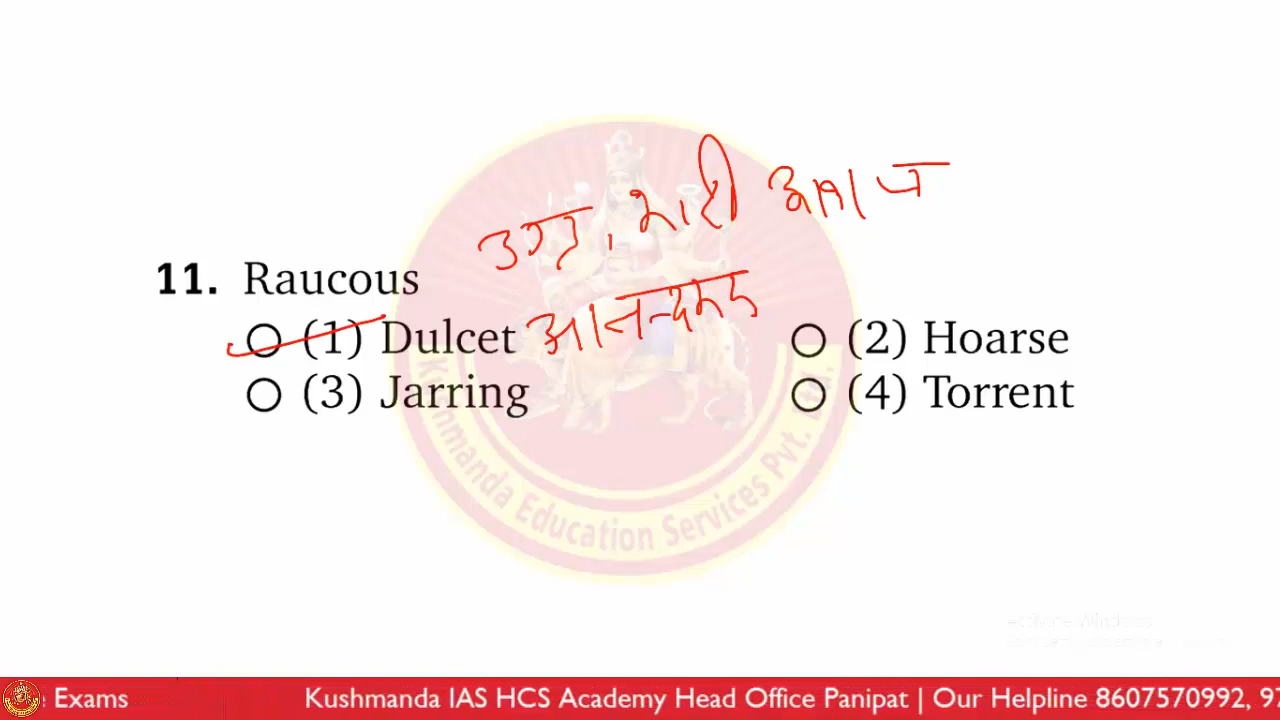 उग्र, भारी आवाज
11. Raucous
(1) Dulcet आनन्दमय
(2) Hoarse
(3) Jarring
(4) Torrent
Kushmanda Education Services Pvt. Ltd.
Exams Kushmanda IAS HCS Academy Head Office Panipat | Our Helpline 8607570992,